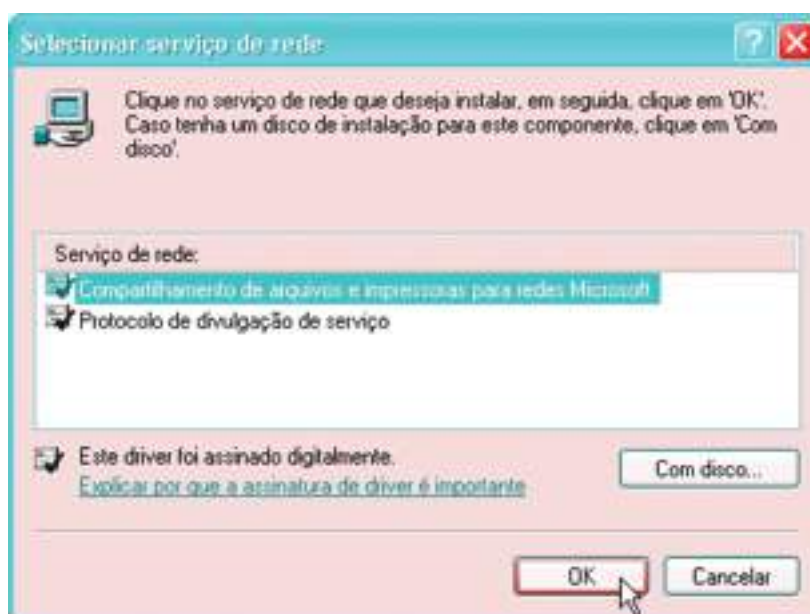 Selecionar serviço de rede
Clique no serviço de rede que deseja instalar, em seguida, clique em 'OK'.
Caso tenha um disco de instalação para este componente, clique em 'Com
disco'.
Serviço de rede:
Compartilhamento de arquivos e impressoras para redes Microsoft
Protocolo de divulgação de serviço
Este driver foi assinado digitalmente.
Explicar por que a assinatura de driver é importante
Com disco...
OK
Cancelar